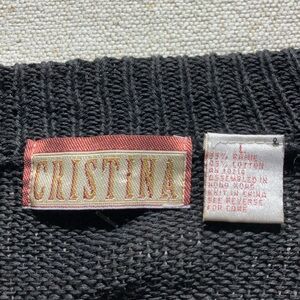 CRISTINA
L
55% RAMIE
45% COTTON
ASSEMBLED IN
HONG KONG
KNIT IN CHINA
SEE REVERSE
FOR CARE